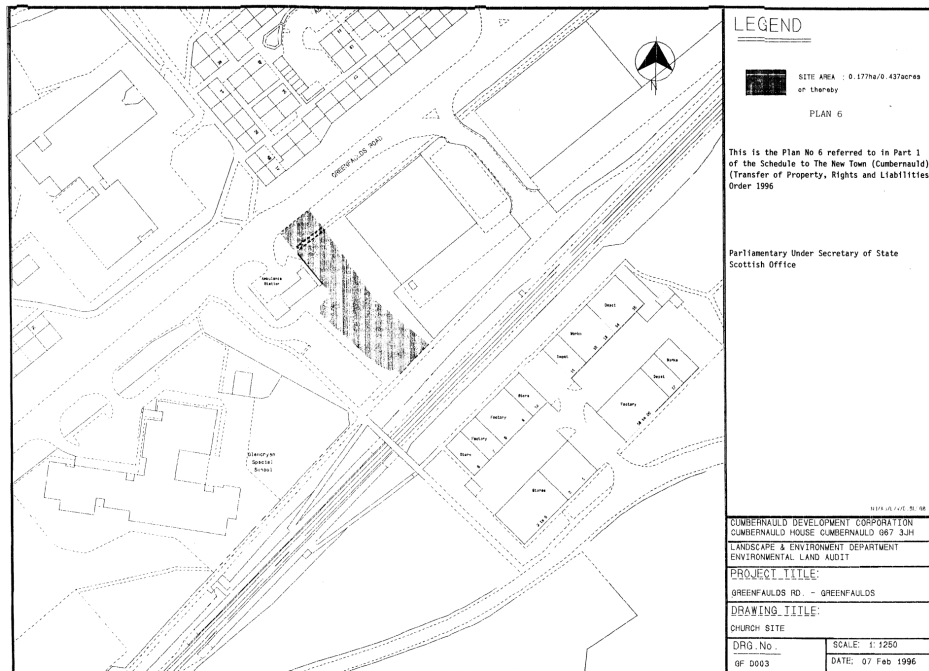 LEGEND
SITE AREA : 0.177ha/0.437acres
or thereby
PLAN 6
This is the Plan No 6 referred to in Part 1
of the Schedule to The New Town (Cumbernauld)
(Transfer of Property, Rights and Liabilities
Order 1996
Parliamentary Under Secretary of State
Scottish Office
CUMBERNAULD DEVELOPMENT CORPORATION
CUMBERNAULD HOUSE CUMBERNAULD G67 3JH
LANDSCAPE & ENVIRONMENT DEPARTMENT
ENVIRONMENTAL LAND AUDIT
PROJECT TITLE:
GREENFAULDS RD. - GREENFAULDS
DRAWING TITLE:
CHURCH SITE
DRG.No.
GF D003
SCALE: 1:1250
DATE: 07 Feb 1996
N
GREENFAULDS ROAD
Ambulance
Station
Glencryan
Special
School
Depot
Works
Depot
Store
Factory
Factory
Store
Works
Depot
Factory
Stores